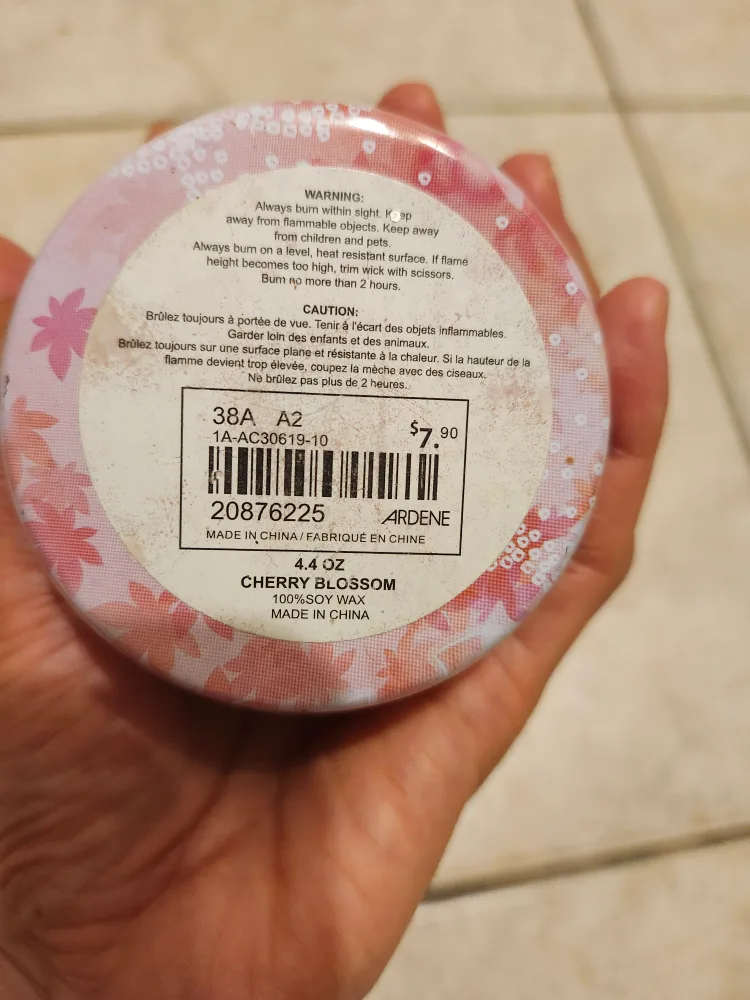 WARNING:
Always burn within sight. Keep
away from flammable objects. Keep away
from children and pets.
Always burn on a level, heat resistant surface. If flame
height becomes too high, trim wick with scissors.
Burn no more than 2 hours.
CAUTION:
Brûlez toujours à portée de vue. Tenir à l'écart des objets inflammables.
Garder loin des enfants et des animaux.
Brûlez toujours sur une surface plane et résistante à la chaleur. Si la hauteur de la
flamme devient trop élevée, coupez la mèche avec des ciseaux.
Ne brûlez pas plus de 2 heures.
38A A2
$7.90
1A-AC30619-10
20876225 ARDENE
MADE IN CHINA / FABRIQUÉ EN CHINE
4.4 OZ
CHERRY BLOSSOM
100%SOY WAX
MADE IN CHINA